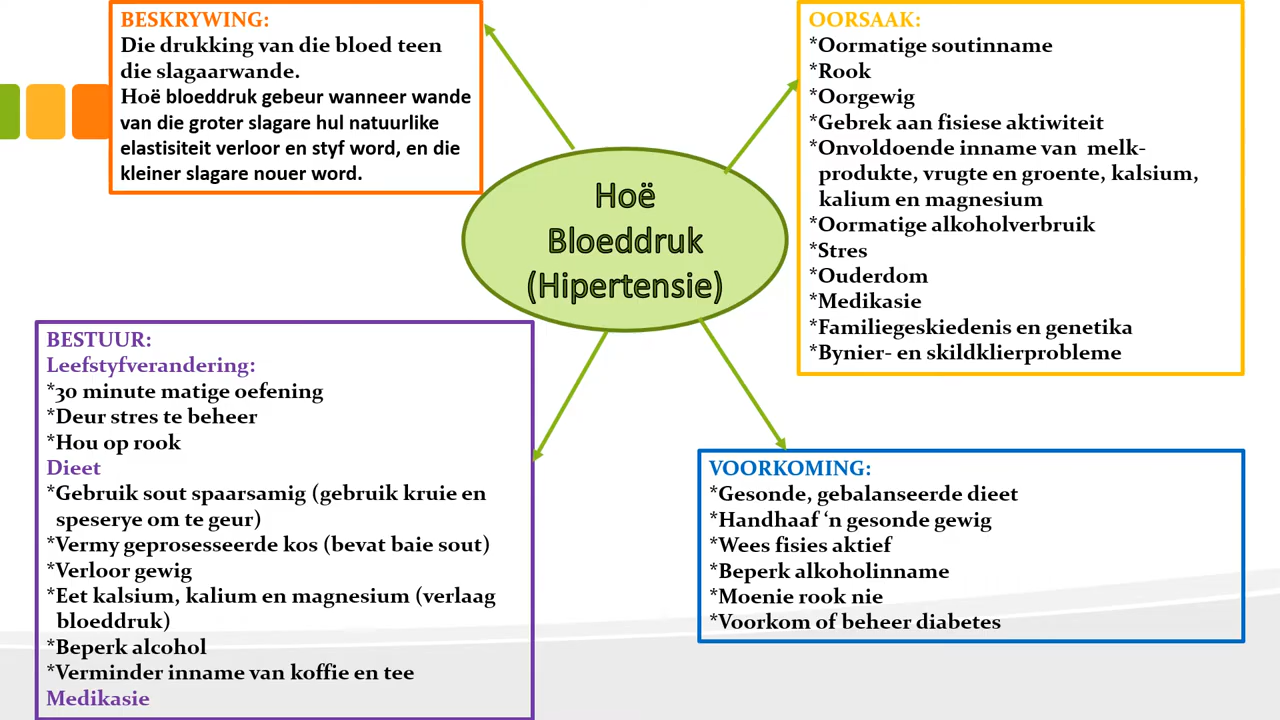 BESKRYWING:
Die drukking van die bloed teen
die slagaarwande.
Hoë bloeddruk gebeur wanneer wande
van die groter slagare hul natuurlike
elastisiteit verloor en styf word, en die
kleiner slagare nouer word.
Hoë
Bloeddruk
(Hipertensie)
OORSAAK:
*Oormatige soutinname
*Rook
*Oorgewig
*Gebrek aan fisiese aktiwiteit
*Onvoldoende inname van melk-
produkte, vrugte en groente, kalsium,
kalium en magnesium
*Oormatige alkoholverbruik
*Stres
*Ouderdom
*Medikasie
*Familiegeskiedenis en genetika
*Bynier- en skildklierprobleme
BESTUUR:
Leefstyfverandering:
*30 minute matige oefening
*Deur stres te beheer
*Hou op rook
Dieet
*Gebruik sout spaarsamig (gebruik kruie en
speserye om te geur)
*Vermy geprosesseerde kos (bevat baie sout)
*Verloor gewig
*Eet kalsium, kalium en magnesium (verlaag
bloeddruk)
*Beperk alcohol
*Verminder inname van koffie en tee
Medikasie
VOORKOMING:
*Gesonde, gebalanseerde dieet
*Handhaaf ‘n gesonde gewig
*Wees fisies aktief
*Beperk alkoholinname
*Moenie rook nie
*Voorkom of beheer diabetes